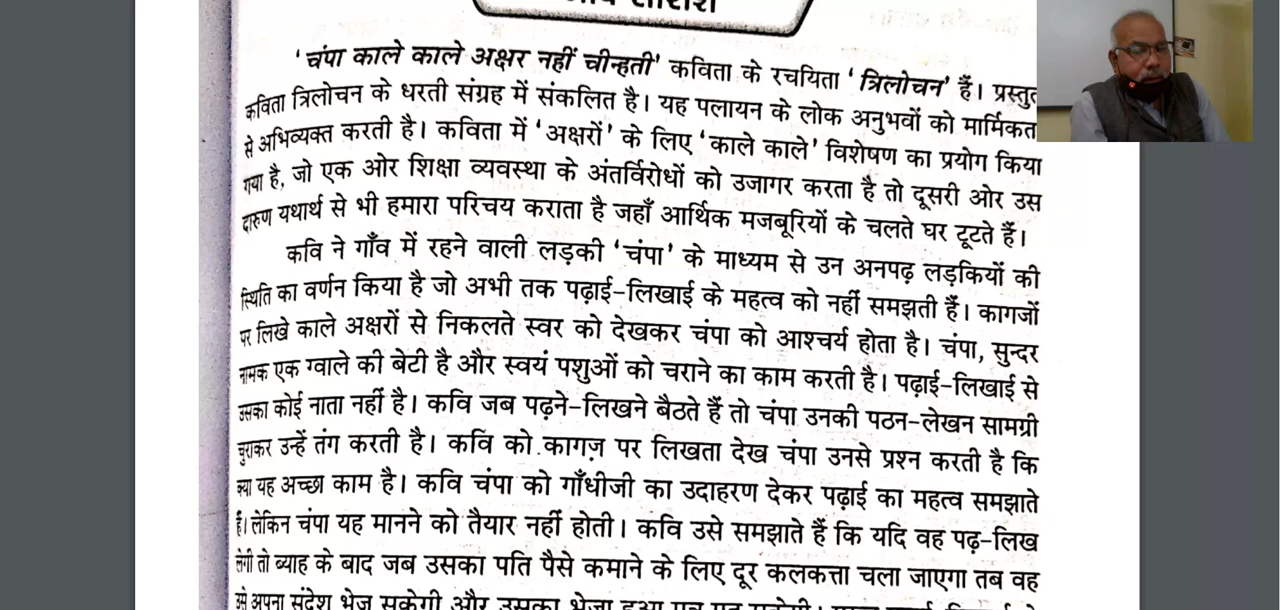 सारांश
'चंपा काले काले अक्षर नहीं चीन्हती' कविता के रचयिता 'त्रिलोचन' हैं। प्रस्तुत
कविता त्रिलोचन के धरती संग्रह में संकलित है। यह पलायन के लोक अनुभवों को मार्मिकत
से अभिव्यक्त करती है। कविता में 'अक्षरों' के लिए 'काले काले' विशेषण का प्रयोग किया
गया है, जो एक ओर शिक्षा व्यवस्था के अंतर्विरोधों को उजागर करता है तो दूसरी ओर उस
दारुण यथार्थ से भी हमारा परिचय कराता है जहाँ आर्थिक मजबूरियों के चलते घर टूटते हैं।
कवि ने गाँव में रहने वाली लड़की 'चंपा' के माध्यम से उन अनपढ़ लड़कियों की
स्थिति का वर्णन किया है जो अभी तक पढ़ाई-लिखाई के महत्व को नहीं समझती हैं। कागजों
पर लिखे काले अक्षरों से निकलते स्वर को देखकर चंपा को आश्चर्य होता है। चंपा, सुन्दर
नामक एक ग्वाले की बेटी है और स्वयं पशुओं को चराने का काम करती है। पढ़ाई-लिखाई से
उसका कोई नाता नहीं है। कवि जब पढ़ने-लिखने बैठते हैं तो चंपा उनकी पठन-लेखन सामग्री
चुराकर उन्हें तंग करती है। कवि को कागज़ पर लिखता देख चंपा उनसे प्रश्न करती है कि
क्या यह अच्छा काम है। कवि चंपा को गाँधीजी का उदाहरण देकर पढ़ाई का महत्व समझाते
हैं। लेकिन चंपा यह मानने को तैयार नहीं होती। कवि उसे समझाते हैं कि यदि वह पढ़-लिख
लेगी तो ब्याह के बाद जब उसका पति पैसे कमाने के लिए दूर कलकत्ता चला जाएगा तब वह
उसे अपना संदेश भेज सकेगी और उसका भेजा हुआ